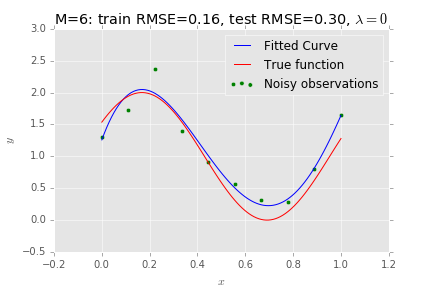 M=6: train RMSE=0.16, test RMSE=0.30, λ=0
3.0
2.5
2.0
1.5
1.0
0.5
0.0
−0.5
y
Fitted Curve
True function
Noisy observations
−0.2 0.0 0.2 0.4 0.6 0.8 1.0 1.2
x